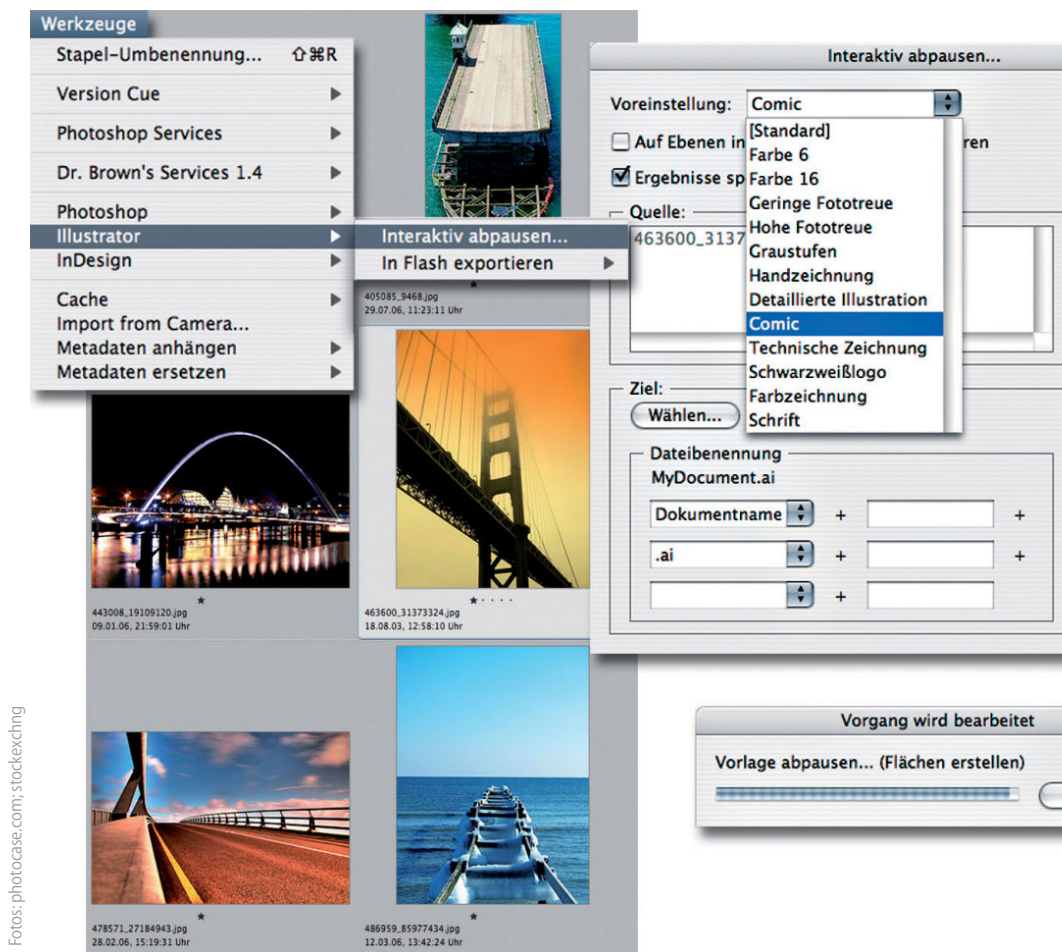 Werkzeuge
Stapel-Umbenennung... ⇧⌘R
Version Cue
Photoshop Services
Dr. Brown's Services 1.4
Photoshop
Illustrator
InDesign
Cache
Import from Camera...
Metadaten anhängen
Metadaten ersetzen
Interaktiv abpausen...
In Flash exportieren
405085_9468.jpg
29.07.06, 11:23:11 Uhr
443008_19109120.jpg
09.01.06, 21:59:01 Uhr
463600_31373324.jpg
18.08.03, 12:58:10 Uhr
478571_27184943.jpg
28.02.06, 15:19:31 Uhr
486959_85977434.jpg
12.03.06, 13:42:24 Uhr
Interaktiv abpausen...
Voreinstellung: Comic
Auf Ebenen in ren
Ergebnisse sp
Quelle:
463600_3137
[Standard]
Farbe 6
Farbe 16
Geringe Fototreue
Hohe Fototreue
Graustufen
Handzeichnung
Detaillierte Illustration
Comic
Technische Zeichnung
Schwarzweißlogo
Farbzeichnung
Schrift
Ziel:
Wählen...
Dateibenennung
MyDocument.ai
Dokumentname + +
.ai + +
+
Vorgang wird bearbeitet
Vorlage abpausen... (Flächen erstellen)
Fotos: photocase.com; stockexchng